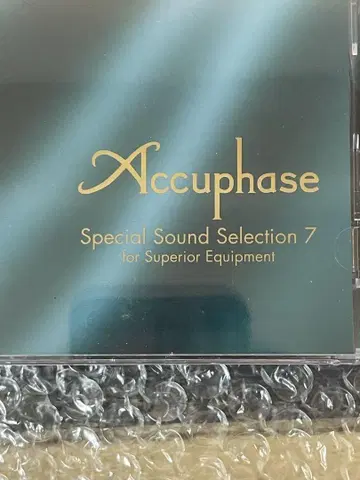 Accuphase
Special Sound Selection 7
for Superior Equipment